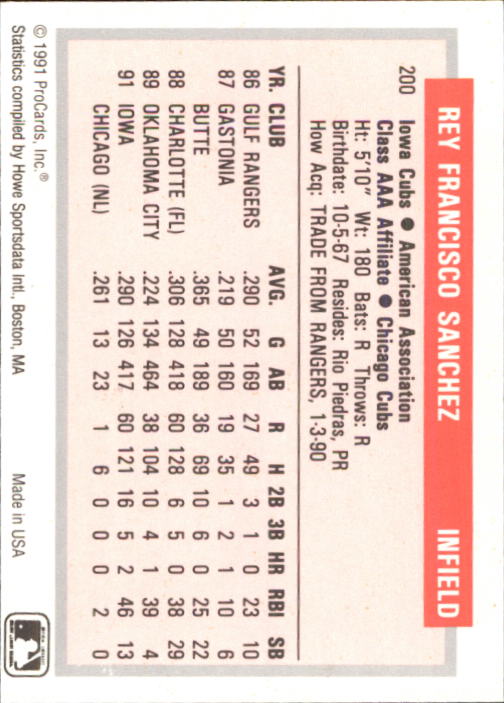 REY FRANCISCO SANCHEZ INFIELD
200 Iowa Cubs ● American Association
Class AAA Affiliate ● Chicago Cubs
Ht: 5'10" Wt: 180 Bats: R Throws: R
Birthdate: 10-5-67 Resides: Rio Piedras, PR
How Acq: TRADE FROM RANGERS, 1-3-90
YR. CLUB AVG. G AB R H 2B 3B HR RBI SB
86 GULF RANGERS .290 52 169 27 49 3 1 0 23 10
87 GASTONIA .219 50 160 19 35 1 2 1 10 6
BUTTE .365 49 189 36 69 10 6 0 25 22
88 CHARLOTTE (FL) .306 128 418 60 128 6 5 0 38 29
89 OKLAHOMA CITY .224 134 464 38 104 10 4 1 39 4
91 IOWA .290 126 417 60 121 16 5 2 46 13
CHICAGO (NL) .261 13 23 1 6 0 0 0 2 0
© 1991 ProCards, Inc.® Made in USA
Statistics compiled by Howe Sportsdata Intl., Boston, MA